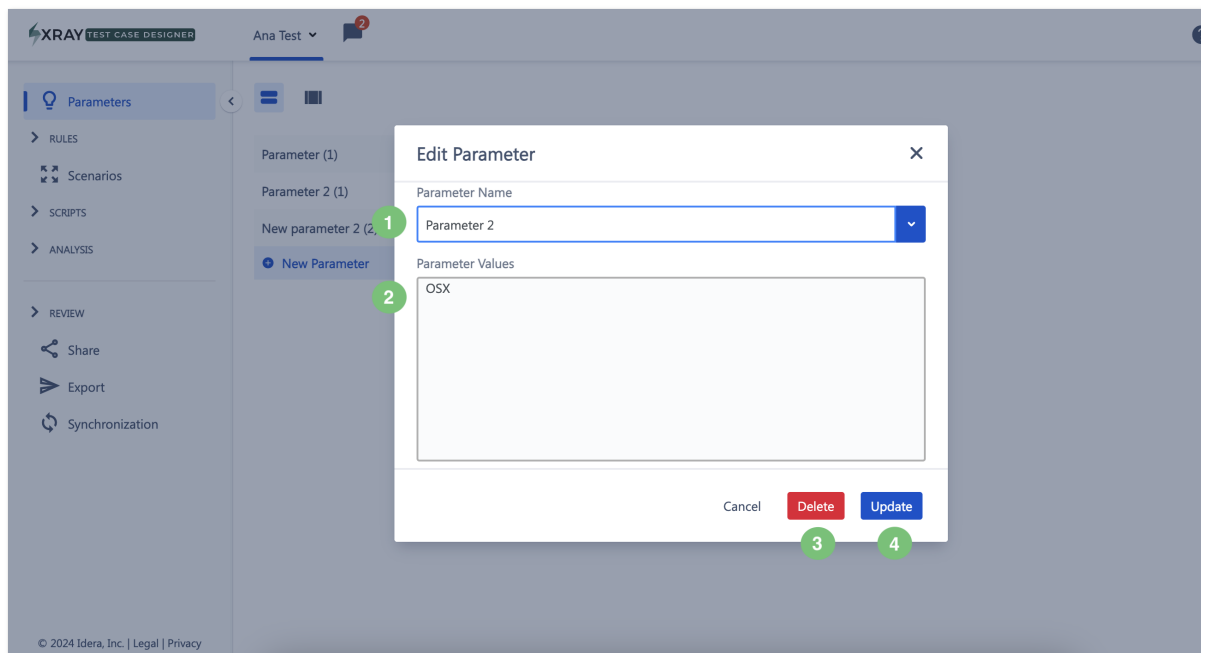 XRAY TEST CASE DESIGNER
Ana Test
2
Parameters
RULES
Scenarios
SCRIPTS
ANALYSIS
REVIEW
Share
Export
Synchronization
© 2024 Idera, Inc. | Legal | Privacy
Parameter (1)
Parameter 2 (1)
New parameter 2 (2
New Parameter
Edit Parameter
Parameter Name
1
Parameter 2
Parameter Values
2
OSX
Cancel
Delete
Update
3
4